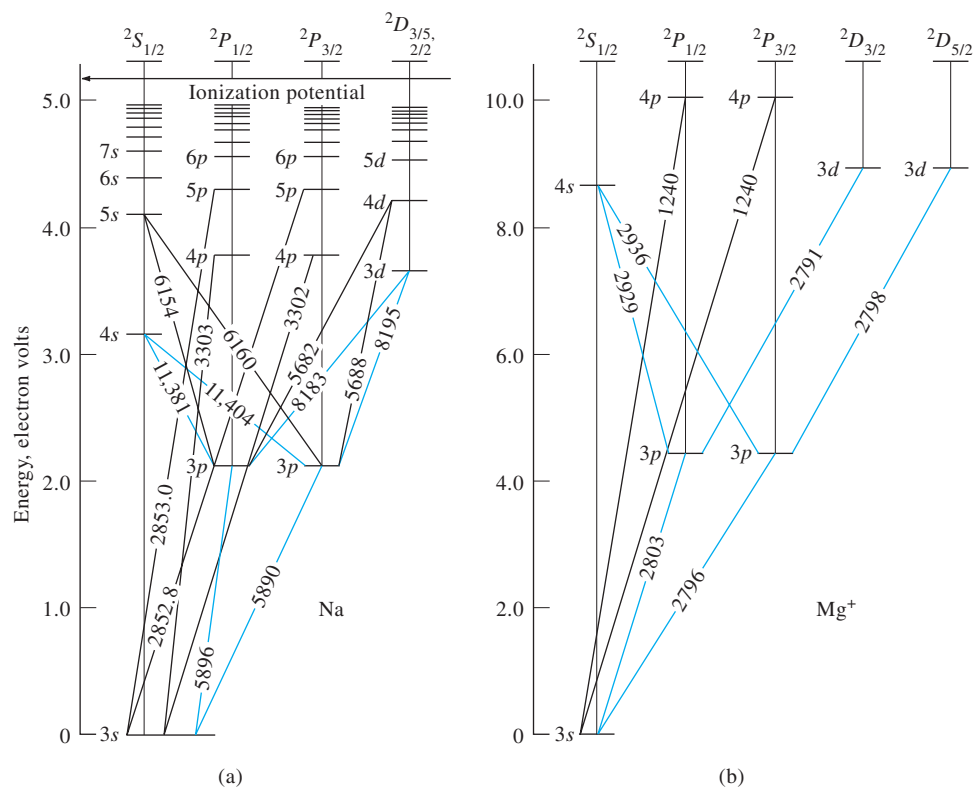 ²S₁/₂ ²P₁/₂ ²P₃/₂ ²D₃/₅, ₂/₂
Ionization potential
5.0
4.0
3.0
2.0
1.0
0
Energy, electron volts
7s
6s
5s
4s
3s
6p
5p
4p
3p
6p
5p
4p
3p
5d
4d
3d
6154
3303
11,381
6160
11,404
3302
5682
8183
5688
8195
2853.0
2852.8
5896
5890
Na
(a)
²S₁/₂ ²P₁/₂ ²P₃/₂ ²D₃/₂ ²D₅/₂
10.0
8.0
6.0
4.0
2.0
0
4s
3s
4p
3p
4p
3p
3d
3d
1240
1240
2936
2929
2791
2798
2803
2796
Mg⁺
(b)